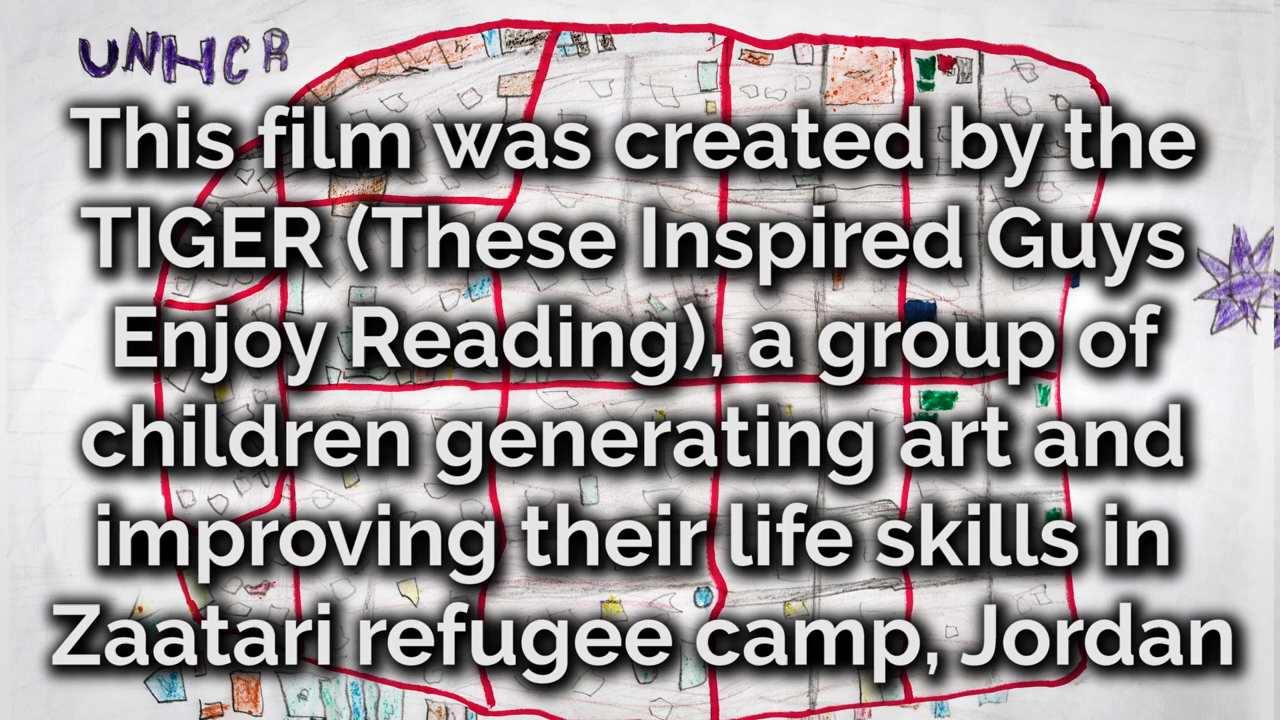 UNHCR
This film was created by the
TIGER (These Inspired Guys
Enjoy Reading), a group of
children generating art and
improving their life skills in
Zaatari refugee camp, Jordan